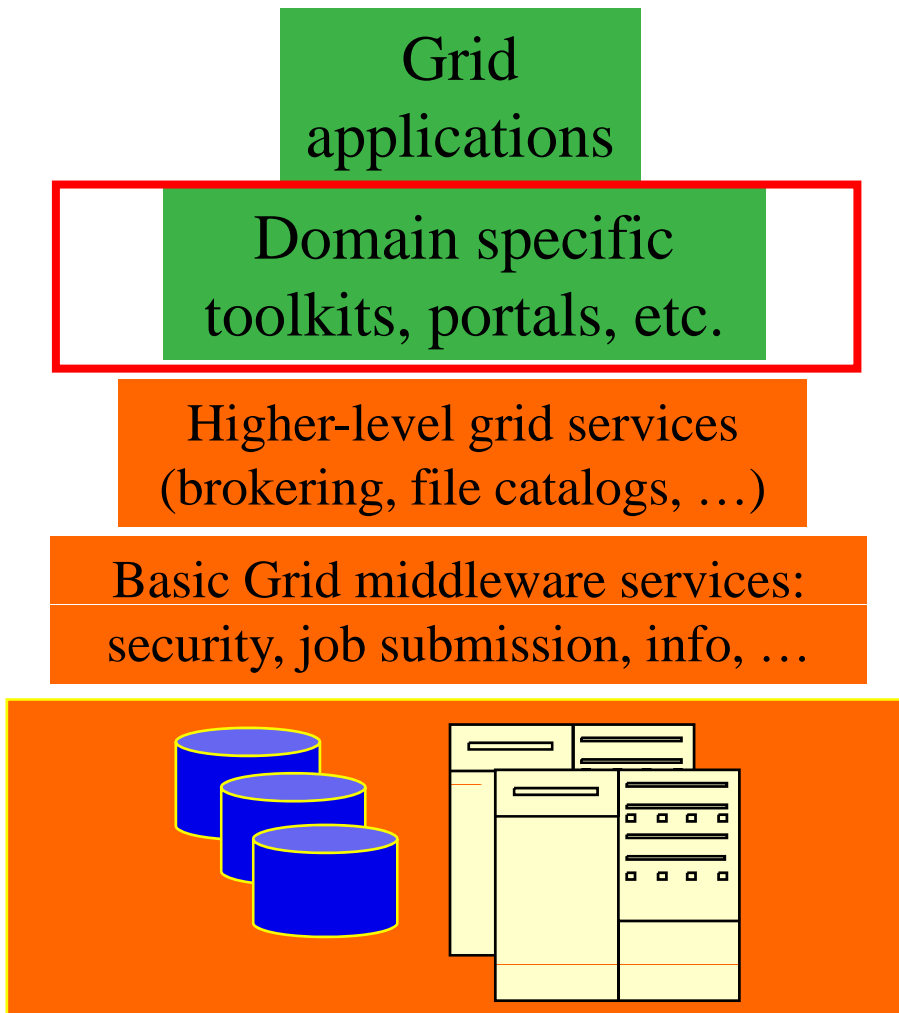 Grid
applications
Domain specific
toolkits, portals, etc.
Higher-level grid services
(brokering, file catalogs, …)
Basic Grid middleware services:
security, job submission, info, …